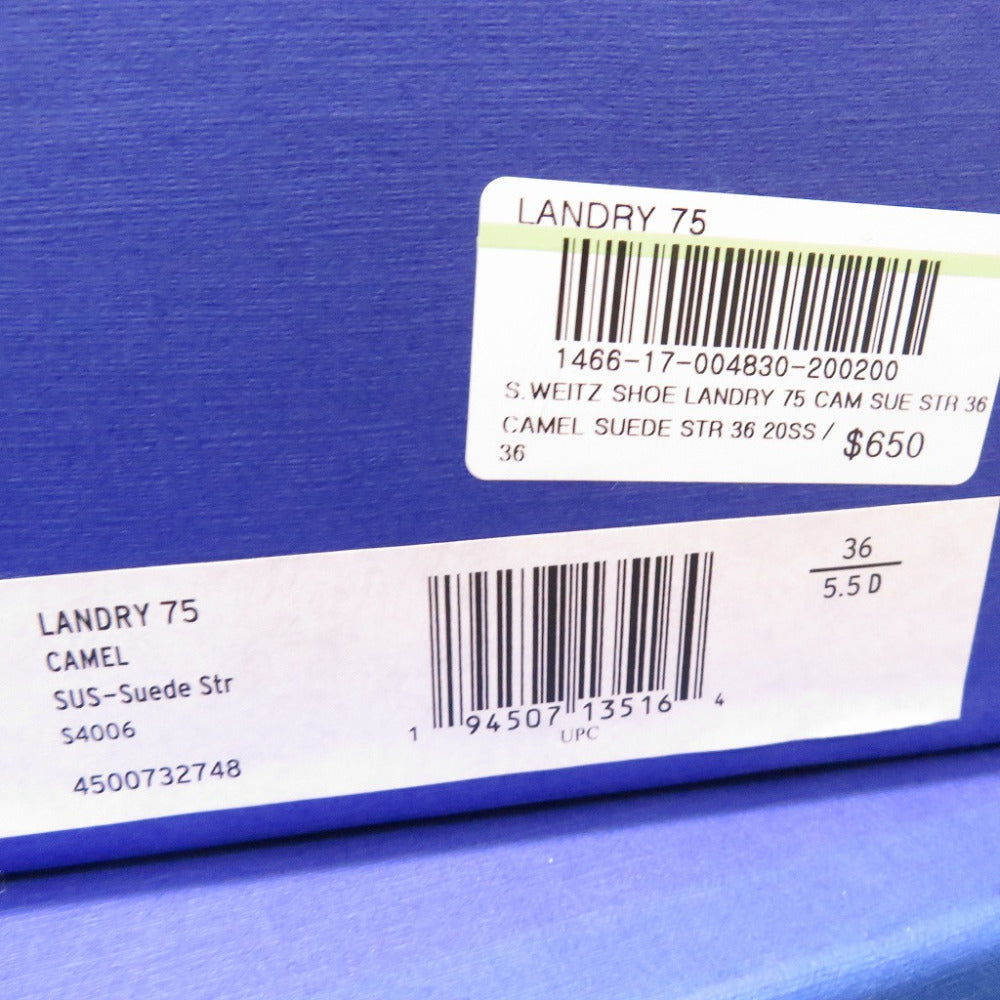 LANDRY 75
1466-17-004830-200200
S.WEITZ SHOE LANDRY 75 CAM SUE STR 36
CAMEL SUEDE STR 36 20SS / $650
36
LANDRY 75
CAMEL
SUS-Suede Str
S4006
4500732748
1 94507 13516 4
UPC
36
5.5 D